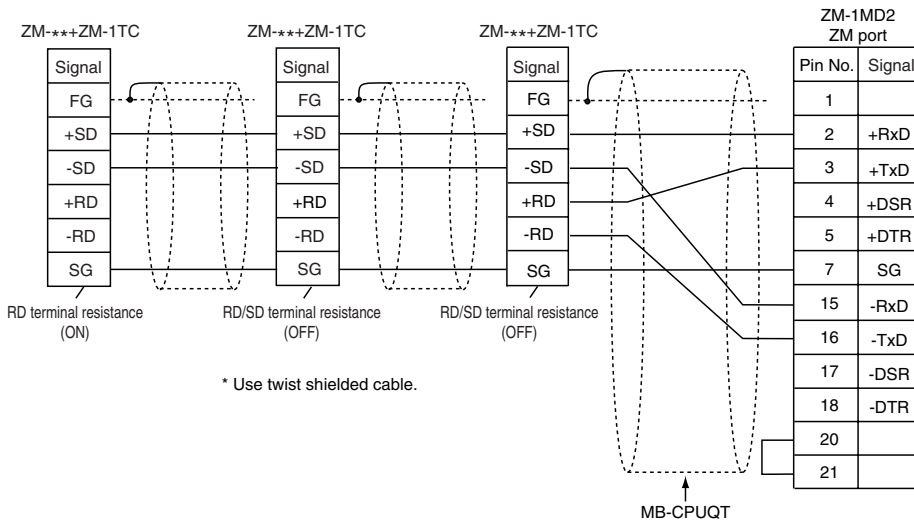 ZM-**+ZM-1TC
Signal
FG
+SD
-SD
+RD
-RD
SG
RD terminal resistance
(ON)
ZM-**+ZM-1TC
Signal
FG
+SD
-SD
+RD
-RD
SG
RD/SD terminal resistance
(OFF)
ZM-**+ZM-1TC
Signal
FG
+SD
-SD
+RD
-RD
SG
RD/SD terminal resistance
(OFF)
ZM-1MD2
ZM port
Pin No. Signal
1
2 +RxD
3 +TxD
4 +DSR
5 +DTR
7 SG
15 -RxD
16 -TxD
17 -DSR
18 -DTR
20
21
* Use twist shielded cable.
MB-CPUQT